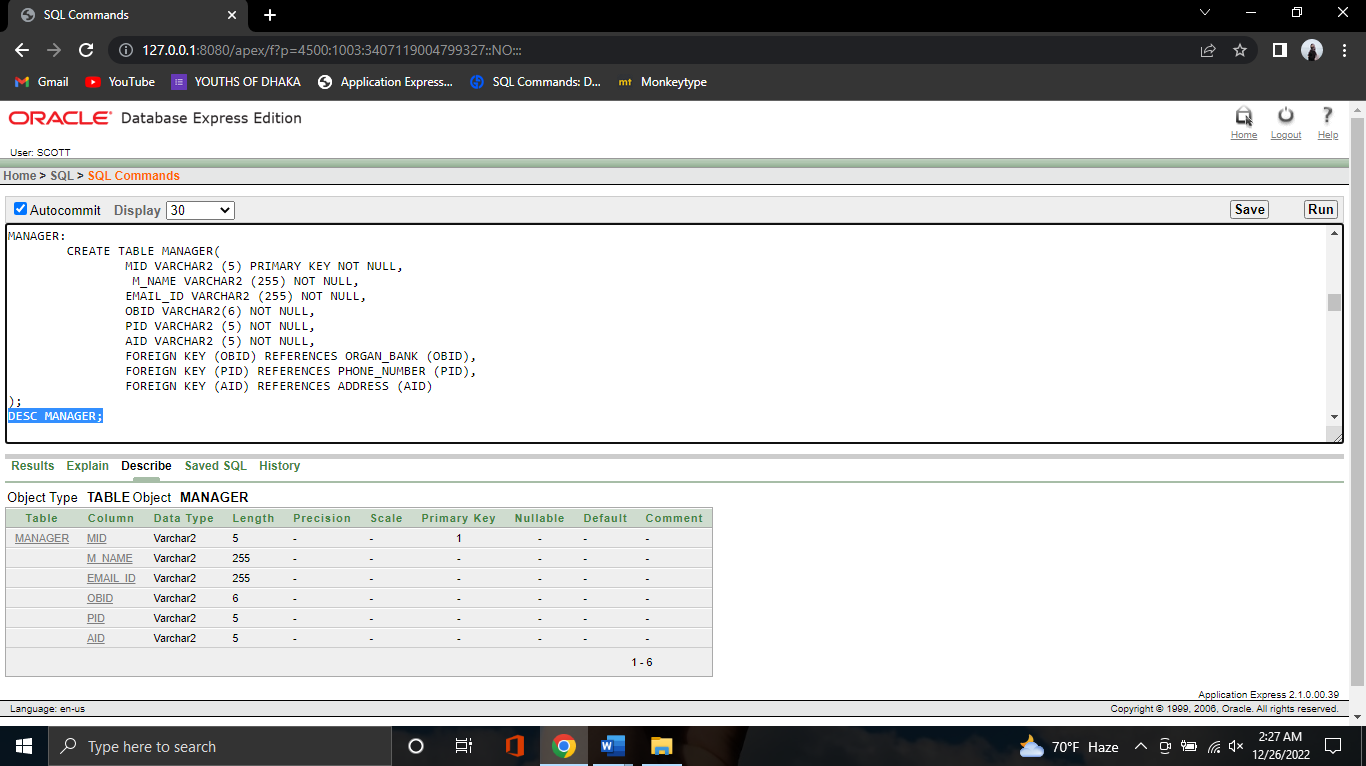 SQL Commands
127.0.0.1:8080/apex/f?p=4500:1003:3407119004799327::NO:::
Gmail YouTube YOUTHS OF DHAKA Application Express... SQL Commands: D... mt Monkeytype
ORACLE Database Express Edition
Home Logout Help
User: SCOTT
Home > SQL > SQL Commands
Autocommit Display 30 Save Run
MANAGER:
CREATE TABLE MANAGER(
MID VARCHAR2 (5) PRIMARY KEY NOT NULL,
M_NAME VARCHAR2 (255) NOT NULL,
EMAIL_ID VARCHAR2 (255) NOT NULL,
OBID VARCHAR2(6) NOT NULL,
PID VARCHAR2 (5) NOT NULL,
AID VARCHAR2 (5) NOT NULL,
FOREIGN KEY (OBID) REFERENCES ORGAN_BANK (OBID),
FOREIGN KEY (PID) REFERENCES PHONE_NUMBER (PID),
FOREIGN KEY (AID) REFERENCES ADDRESS (AID)
);
DESC MANAGER;
Results Explain Describe Saved SQL History
Object Type TABLE Object MANAGER
Table Column Data Type Length Precision Scale Primary Key Nullable Default Comment
MANAGER MID Varchar2 5 - - 1 - - -
M_NAME Varchar2 255 - - - - - -
EMAIL_ID Varchar2 255 - - - - - -
OBID Varchar2 6 - - - - - -
PID Varchar2 5 - - - - - -
AID Varchar2 5 - - - - - -
1 - 6
Application Express 2.1.0.00.39
Language: en-us Copyright © 1999, 2006, Oracle. All rights reserved.
Type here to search 70°F Haze 2:27 AM
12/26/2022